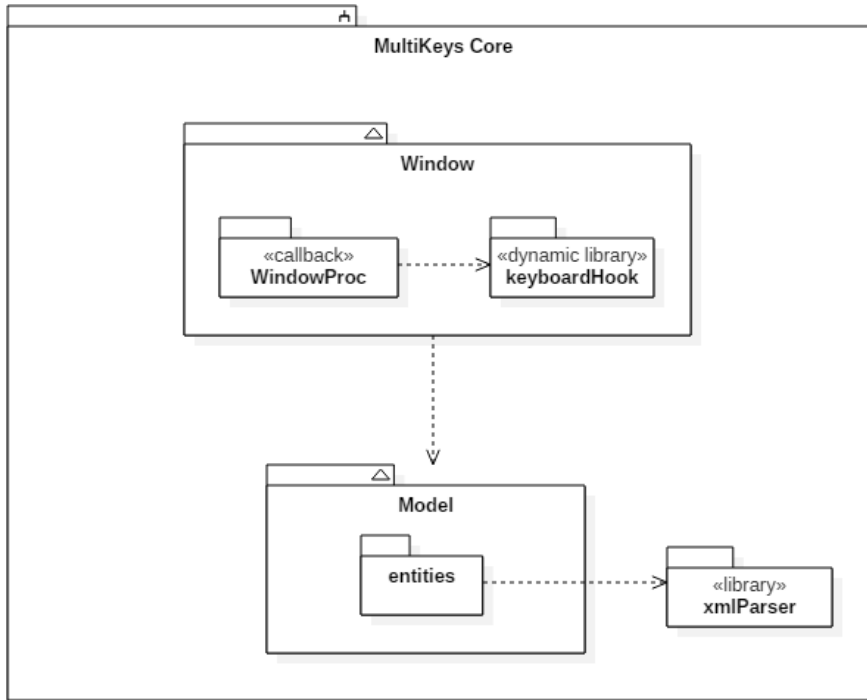 MultiKeys Core
Window
«callback»
WindowProc
«dynamic library»
keyboardHook
Model
entities
«library»
xmlParser